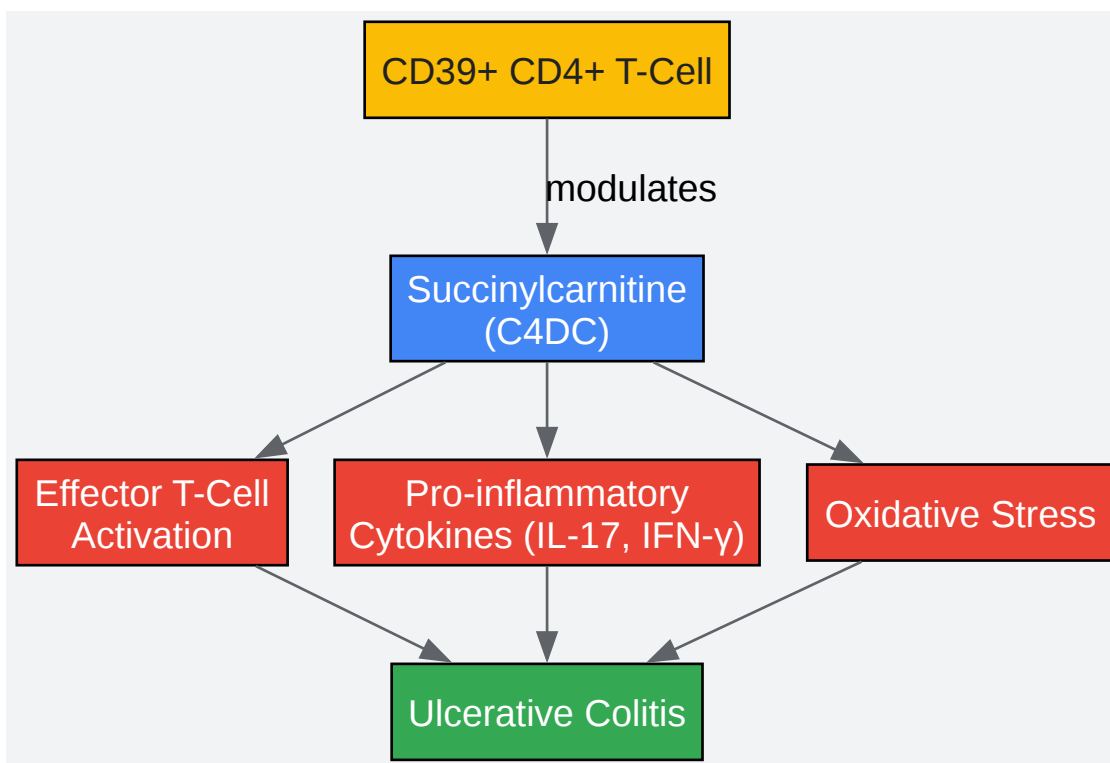 CD39+ CD4+ T-Cell
modulates
Succinylcarnitine
(C4DC)
Effector T-Cell
Activation
Pro-inflammatory
Cytokines (IL-17, IFN-γ)
Oxidative Stress
Ulcerative Colitis